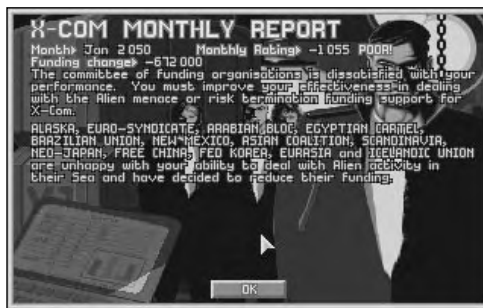 X-COM MONTHLY REPORT
Month▸ Jan 2050 Monthly Rating▸ -1055 POOR!
Funding change▸ -672000
The committee of funding organisations is dissatisfied with your
performance. You must improve your effectiveness in dealing
with the Alien menace or risk termination funding support for
X-Com.
ALASKA, EURO-SYNDICATE, ARABIAN BLOC, EGYPTIAN CARTEL,
BRAZILIAN UNION, NEW MEXICO, ASIAN COALITION, SCANDINAVIA,
NEO-JAPAN, FREE CHINA, FED KOREA, EURASIA and ICELANDIC UNION
are unhappy with your ability to deal with Alien activity in
their Sea and have decided to reduce their funding.
OK